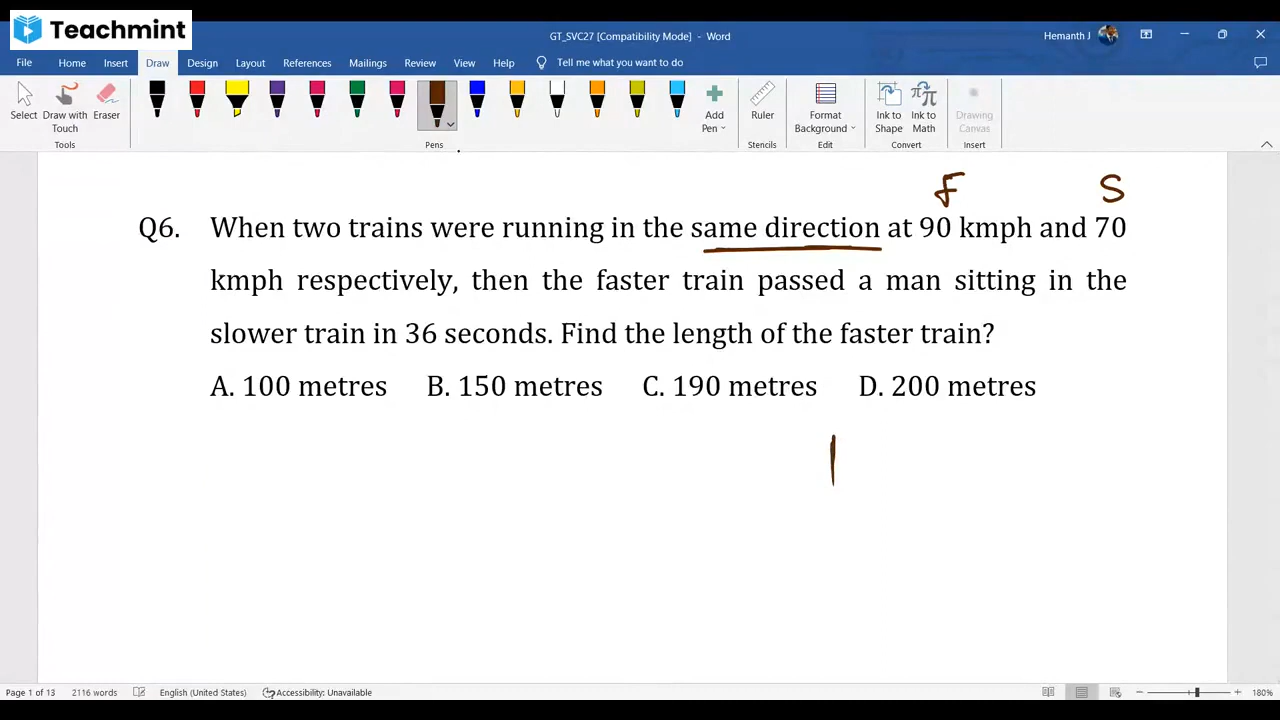 Teachmint
GT_SVC27 [Compatibility Mode] - Word
Hemanth J
File Home Insert Draw Design Layout References Mailings Review View Help Tell me what you want to do
Select Draw with Touch Eraser Add Pen Ruler Format Background Ink to Shape Ink to Math Drawing Canvas
Tools Pens Stencils Edit Convert Insert
F S
Q6. When two trains were running in the same direction at 90 kmph and 70
kmph respectively, then the faster train passed a man sitting in the
slower train in 36 seconds. Find the length of the faster train?
A. 100 metres B. 150 metres C. 190 metres D. 200 metres
Page 1 of 13 2116 words English (United States) Accessibility: Unavailable 180%